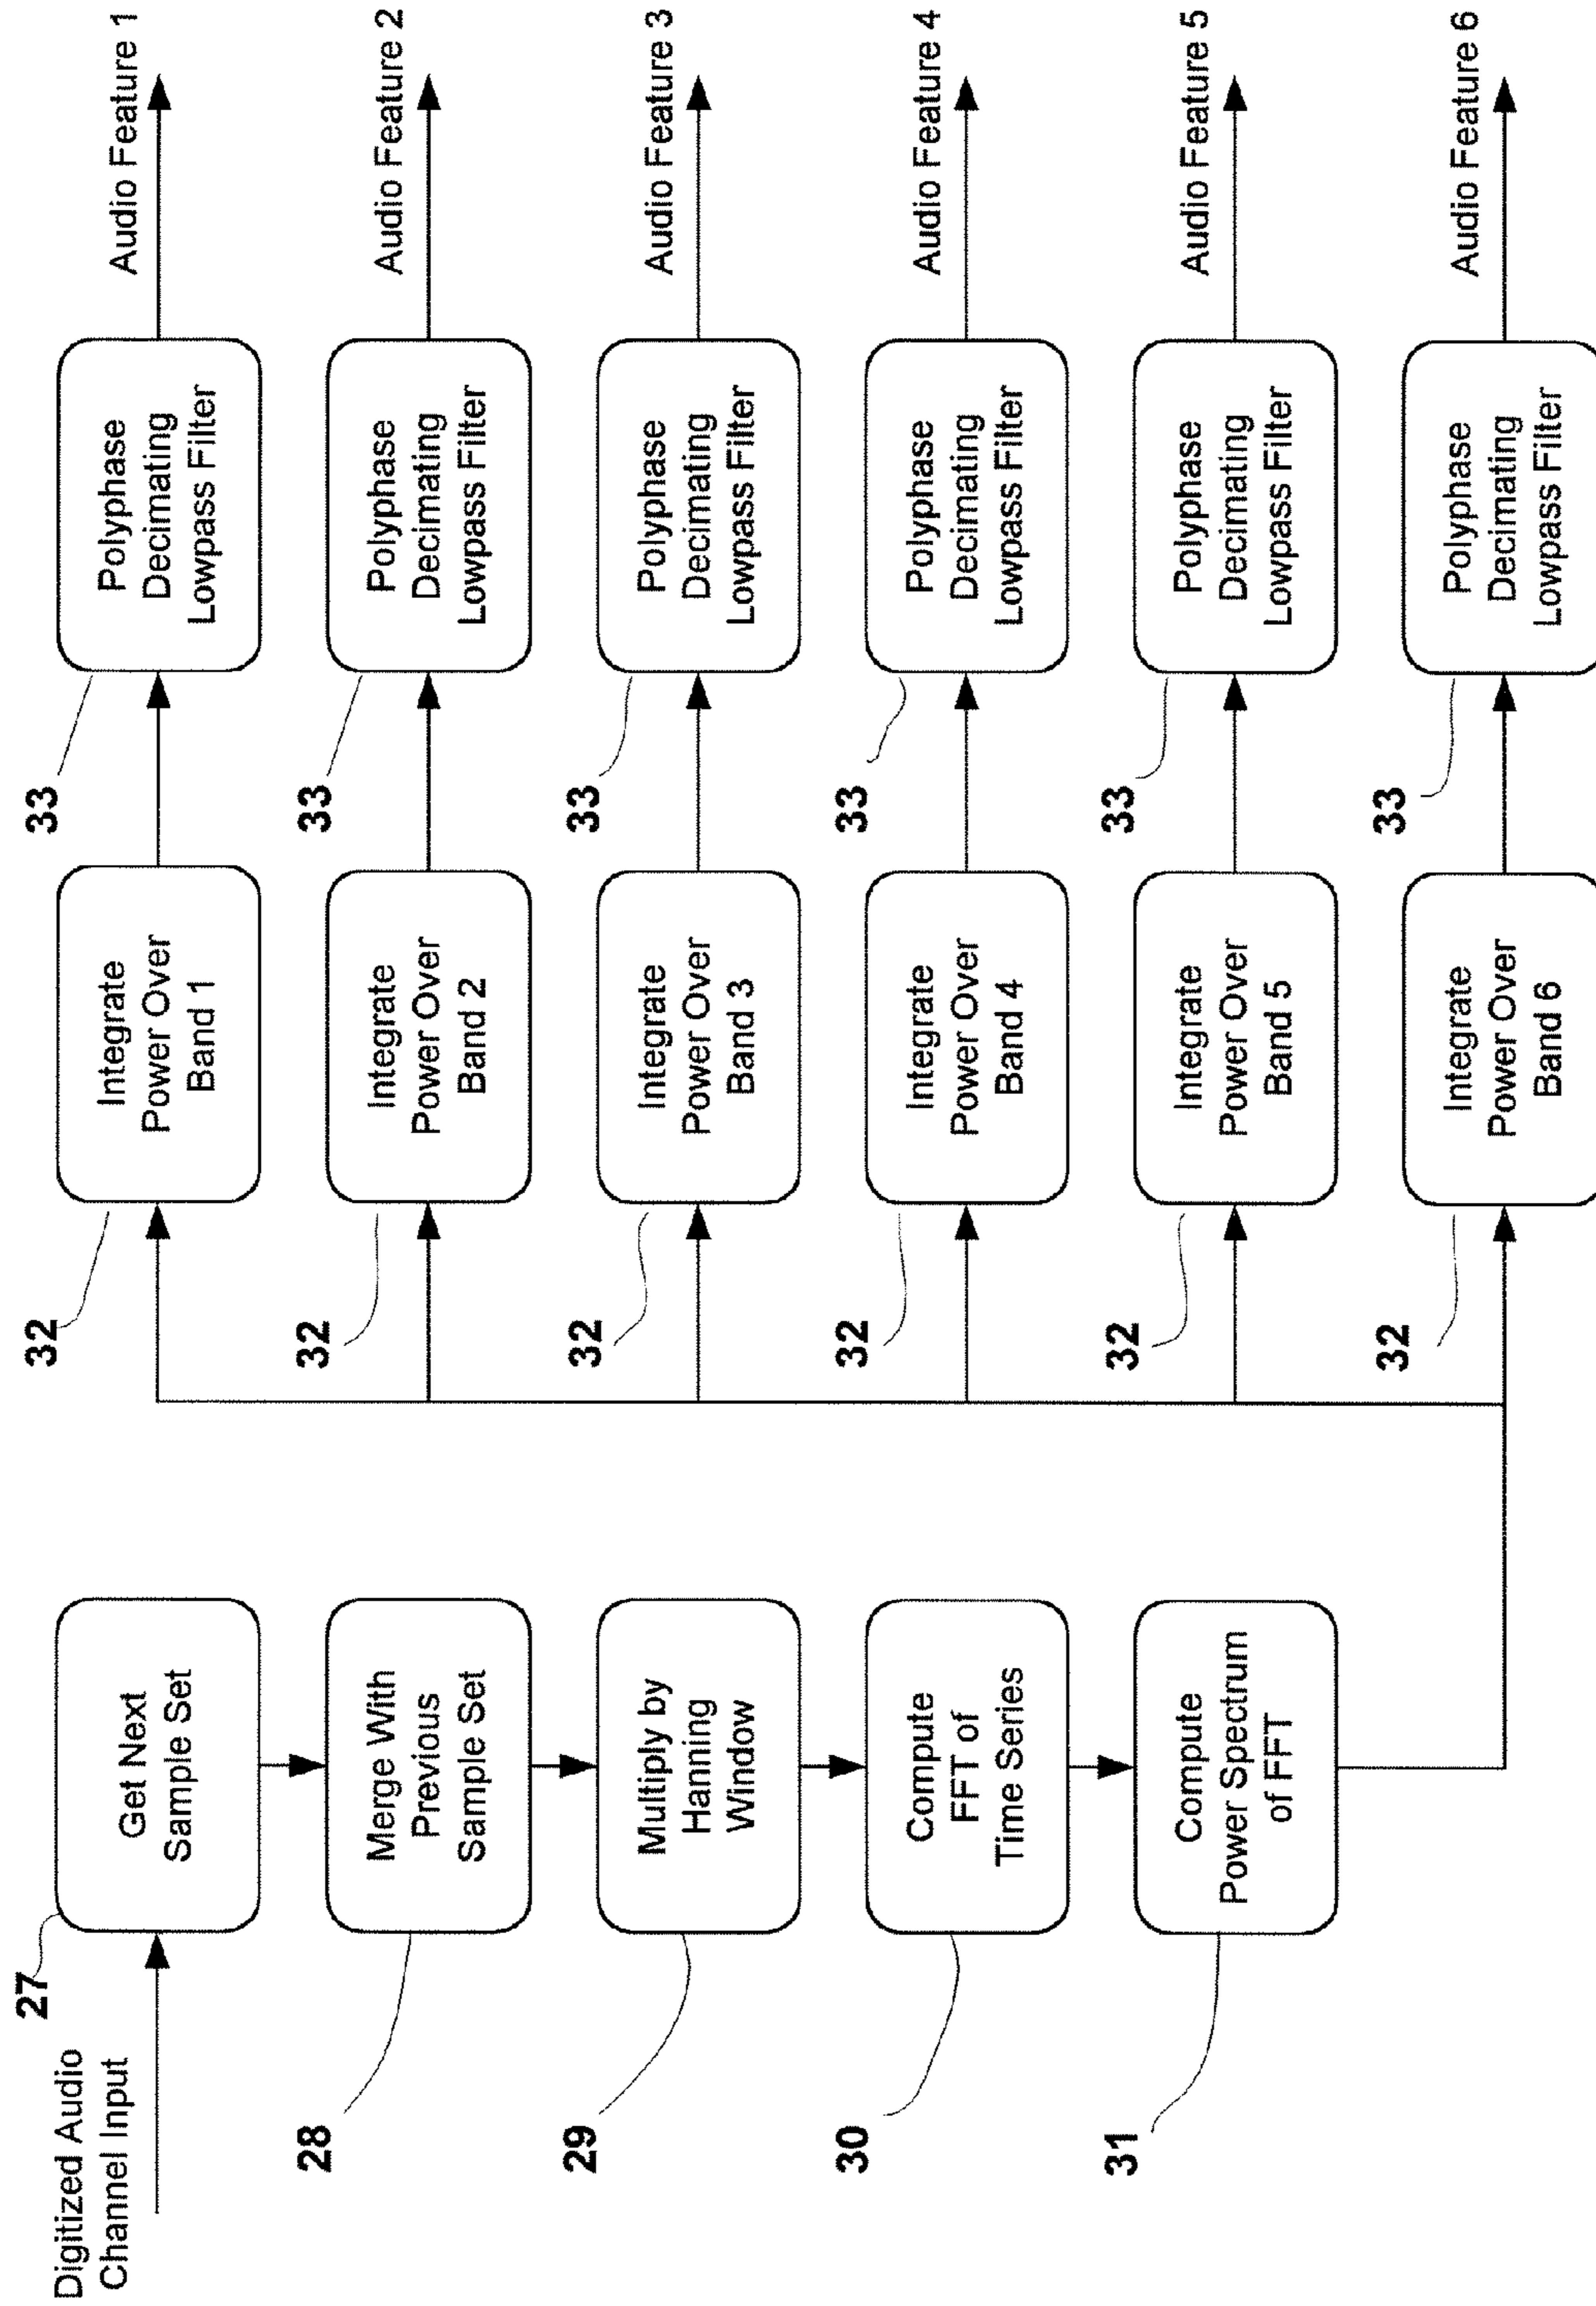 Digitized Audio
Channel Input
27
Get Next
Sample Set
28
Merge With
Previous
Sample Set
29
Multiply by
Hanning
Window
30
Compute
FFT of
Time Series
31
Compute
Power Spectrum
of FFT
32
Integrate
Power Over
Band 1
33
Polyphase
Decimating
Lowpass Filter
Audio Feature 1
32
Integrate
Power Over
Band 2
33
Polyphase
Decimating
Lowpass Filter
Audio Feature 2
32
Integrate
Power Over
Band 3
33
Polyphase
Decimating
Lowpass Filter
Audio Feature 3
32
Integrate
Power Over
Band 4
33
Polyphase
Decimating
Lowpass Filter
Audio Feature 4
32
Integrate
Power Over
Band 5
33
Polyphase
Decimating
Lowpass Filter
Audio Feature 5
32
Integrate
Power Over
Band 6
33
Polyphase
Decimating
Lowpass Filter
Audio Feature 6